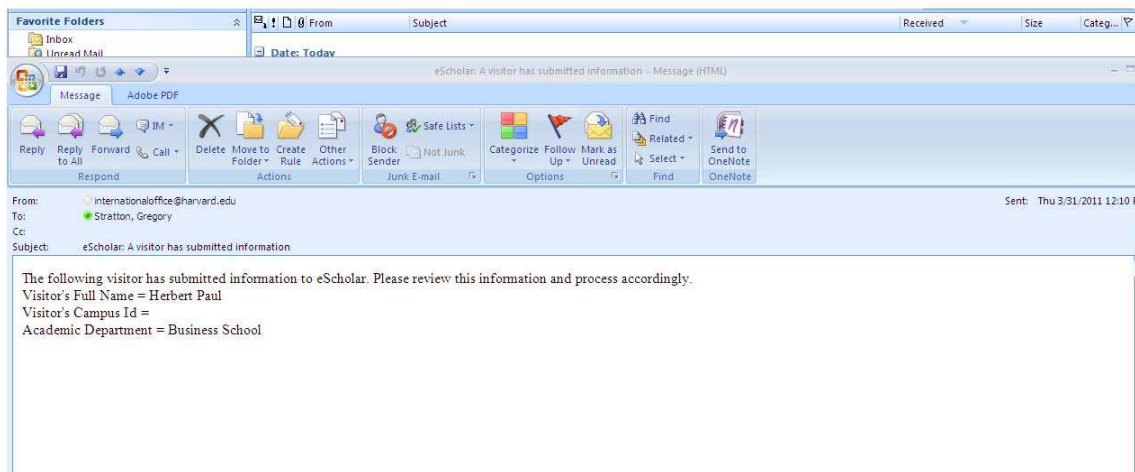 Favorite Folders
From Subject Received Size Categ...
Inbox
Unread Mail
Date: Today
eScholar: A visitor has submitted information - Message (HTML)
Message Adobe PDF
Reply Reply to All Forward IM Call
Delete Move to Folder Create Rule Other Actions
Block Sender Safe Lists Not Junk
Categorize Follow Up Mark as Unread
Find Related Select
Send to OneNote
Respond Actions Junk E-mail Options Find OneNote
From: internationaloffice@harvard.edu Sent: Thu 3/31/2011 12:10
To: Stratton, Gregory
Cc:
Subject: eScholar: A visitor has submitted information
The following visitor has submitted information to eScholar. Please review this information and process accordingly.
Visitor's Full Name = Herbert Paul
Visitor's Campus Id =
Academic Department = Business School